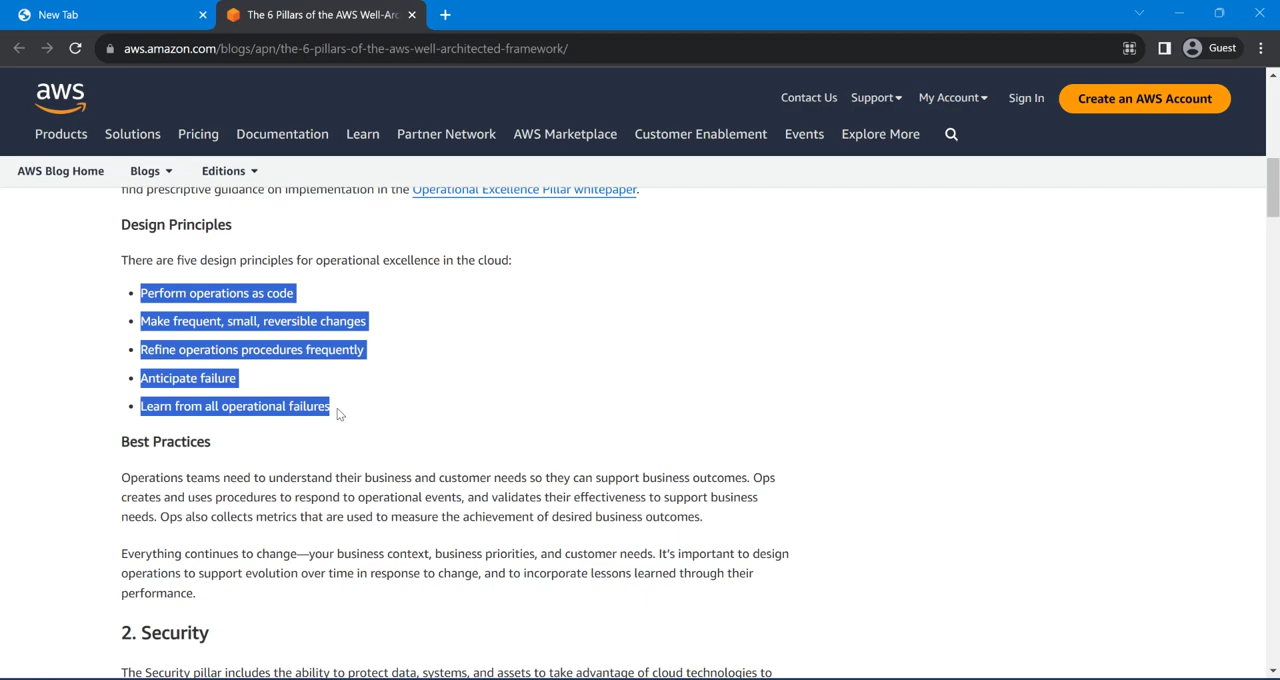 New Tab
The 6 Pillars of the AWS Well-Arc
aws.amazon.com/blogs/apn/the-6-pillars-of-the-aws-well-architected-framework/
Guest
aws
Contact Us Support My Account Sign In Create an AWS Account
Products Solutions Pricing Documentation Learn Partner Network AWS Marketplace Customer Enablement Events Explore More
AWS Blog Home Blogs Editions
find prescriptive guidance on implementation in the Operational Excellence Pillar whitepaper.
Design Principles
There are five design principles for operational excellence in the cloud:
• Perform operations as code
• Make frequent, small, reversible changes
• Refine operations procedures frequently
• Anticipate failure
• Learn from all operational failures
Best Practices
Operations teams need to understand their business and customer needs so they can support business outcomes. Ops
creates and uses procedures to respond to operational events, and validates their effectiveness to support business
needs. Ops also collects metrics that are used to measure the achievement of desired business outcomes.
Everything continues to change—your business context, business priorities, and customer needs. It's important to design
operations to support evolution over time in response to change, and to incorporate lessons learned through their
performance.
2. Security
The Security pillar includes the ability to protect data, systems, and assets to take advantage of cloud technologies to